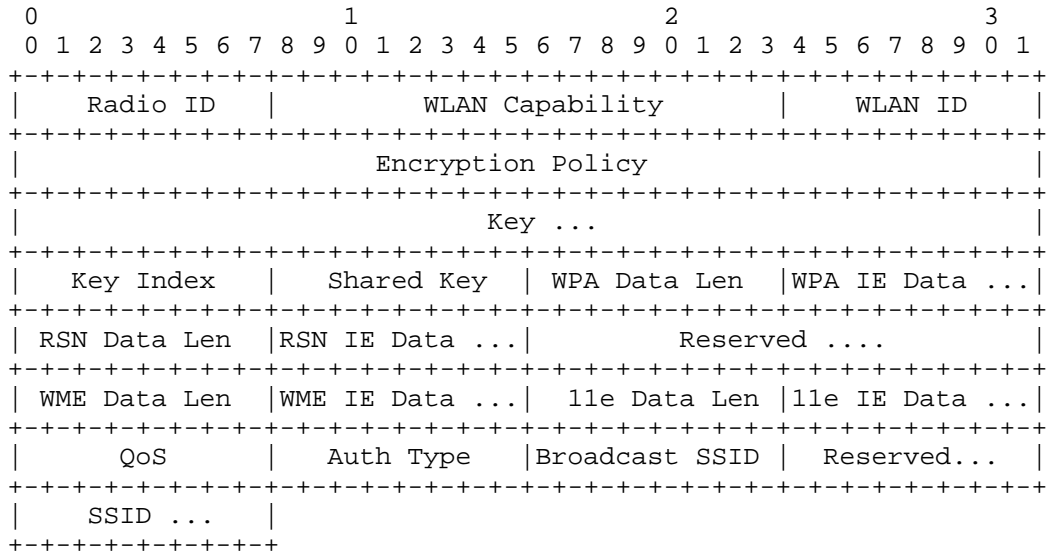 0                   1                   2                   3
 0 1 2 3 4 5 6 7 8 9 0 1 2 3 4 5 6 7 8 9 0 1 2 3 4 5 6 7 8 9 0 1
+-+-+-+-+-+-+-+-+-+-+-+-+-+-+-+-+-+-+-+-+-+-+-+-+-+-+-+-+-+-+-+-+
|    Radio ID   |         WLAN Capability       |    WLAN ID    |
+-+-+-+-+-+-+-+-+-+-+-+-+-+-+-+-+-+-+-+-+-+-+-+-+-+-+-+-+-+-+-+-+
|                      Encryption Policy                        |
+-+-+-+-+-+-+-+-+-+-+-+-+-+-+-+-+-+-+-+-+-+-+-+-+-+-+-+-+-+-+-+-+
|                             Key ...                           |
+-+-+-+-+-+-+-+-+-+-+-+-+-+-+-+-+-+-+-+-+-+-+-+-+-+-+-+-+-+-+-+-+
|   Key Index   |   Shared Key  | WPA Data Len  |WPA IE Data ...|
+-+-+-+-+-+-+-+-+-+-+-+-+-+-+-+-+-+-+-+-+-+-+-+-+-+-+-+-+-+-+-+-+
| RSN Data Len  |RSN IE Data ...|         Reserved ....         |
+-+-+-+-+-+-+-+-+-+-+-+-+-+-+-+-+-+-+-+-+-+-+-+-+-+-+-+-+-+-+-+-+
| WME Data Len  |WME IE Data ...|  11e Data Len |11e IE Data ...|
+-+-+-+-+-+-+-+-+-+-+-+-+-+-+-+-+-+-+-+-+-+-+-+-+-+-+-+-+-+-+-+-+
|      QoS      |   Auth Type   |Broadcast SSID |  Reserved...  |
+-+-+-+-+-+-+-+-+-+-+-+-+-+-+-+-+-+-+-+-+-+-+-+-+-+-+-+-+-+-+-+-+
|    SSID ...   |
+-+-+-+-+-+-+-+-+